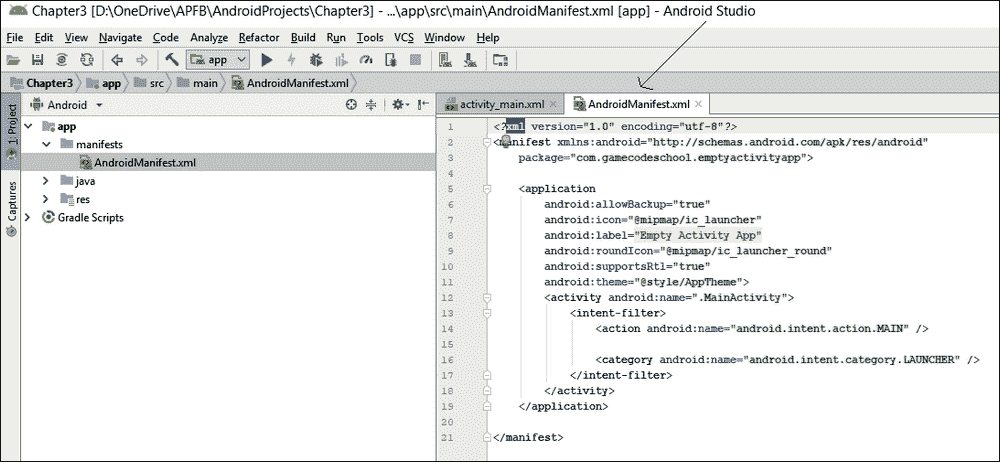 Chapter3 [D:\OneDrive\APFB\AndroidProjects\Chapter3] - ...\app\src\main\AndroidManifest.xml [app] - Android Studio
File Edit View Navigate Code Analyze Refactor Build Run Tools VCS Window Help
app
Chapter3 app src main AndroidManifest.xml
1: Project
Captures
Android
app
manifests
AndroidManifest.xml
java
res
Gradle Scripts
activity_main.xml AndroidManifest.xml
1 <?xml version="1.0" encoding="utf-8"?>
2 <manifest xmlns:android="http://schemas.android.com/apk/res/android"
3 package="com.gamecodeschool.emptyactivityapp">
4
5 <application
6 android:allowBackup="true"
7 android:icon="@mipmap/ic_launcher"
8 android:label="Empty Activity App"
9 android:roundIcon="@mipmap/ic_launcher_round"
10 android:supportsRtl="true"
11 android:theme="@style/AppTheme">
12 <activity android:name=".MainActivity">
13 <intent-filter>
14 <action android:name="android.intent.action.MAIN" />
15
16 <category android:name="android.intent.category.LAUNCHER" />
17 </intent-filter>
18 </activity>
19 </application>
20
21 </manifest>